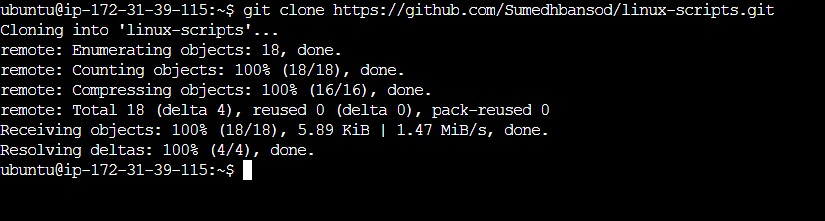 ubuntu@ip-172-31-39-115:~$ git clone https://github.com/Sumedhbansod/linux-scripts.git
Cloning into 'linux-scripts'...
remote: Enumerating objects: 18, done.
remote: Counting objects: 100% (18/18), done.
remote: Compressing objects: 100% (16/16), done.
remote: Total 18 (delta 4), reused 0 (delta 0), pack-reused 0
Receiving objects: 100% (18/18), 5.89 KiB | 1.47 MiB/s, done.
Resolving deltas: 100% (4/4), done.
ubuntu@ip-172-31-39-115:~$